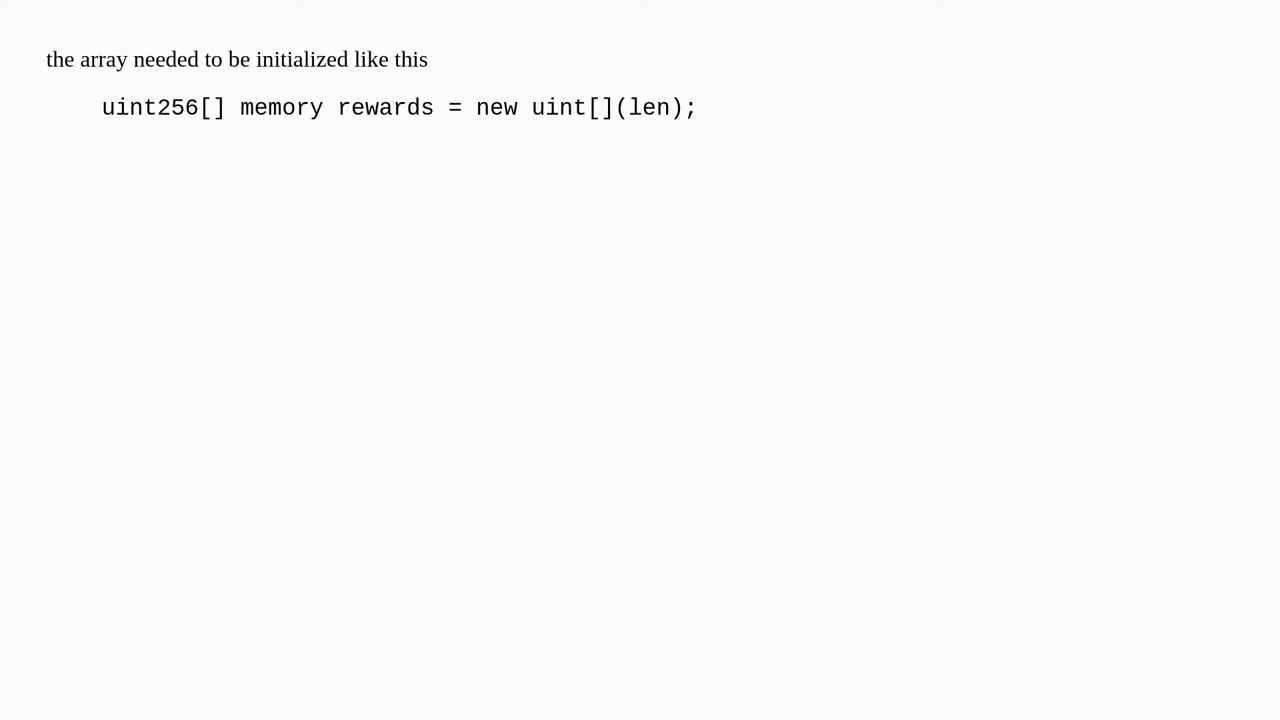 the array needed to be initialized like this
uint256[] memory rewards = new uint[](len);